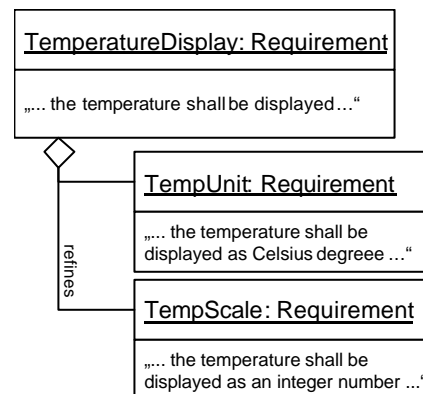 TemperatureDisplay: Requirement
„... the temperature shall be displayed ...“
TempUnit: Requirement
„... the temperature shall be
displayed as Celsius degreee ...“
refines
TempScale: Requirement
„... the temperature shall be
displayed as an integer number ...“